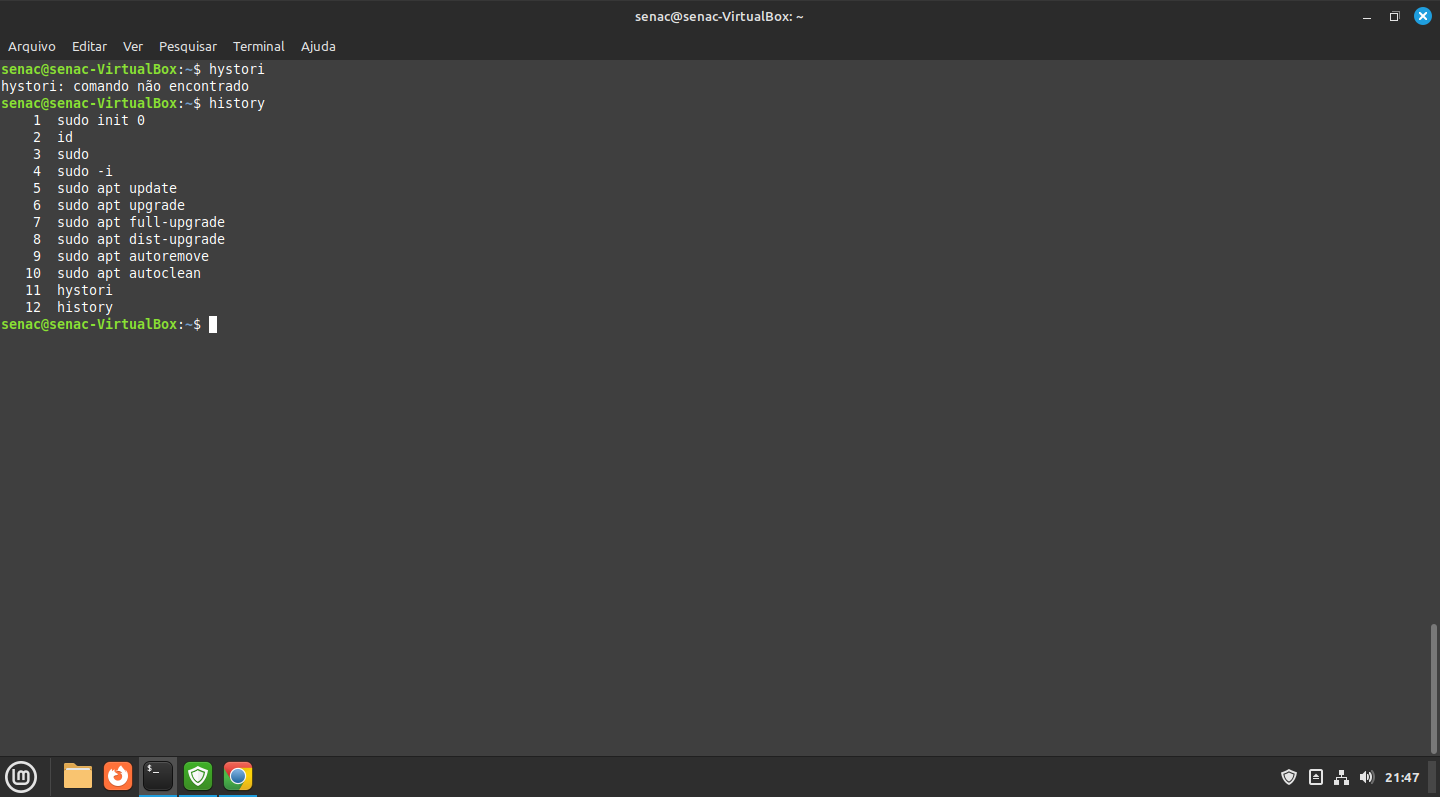 senac@senac-VirtualBox: ~
Arquivo Editar Ver Pesquisar Terminal Ajuda
senac@senac-VirtualBox:~$ hystori
hystori: comando não encontrado
senac@senac-VirtualBox:~$ history
1 sudo init 0
2 id
3 sudo
4 sudo -i
5 sudo apt update
6 sudo apt upgrade
7 sudo apt full-upgrade
8 sudo apt dist-upgrade
9 sudo apt autoremove
10 sudo apt autoclean
11 hystori
12 history
senac@senac-VirtualBox:~$
$_
21:47